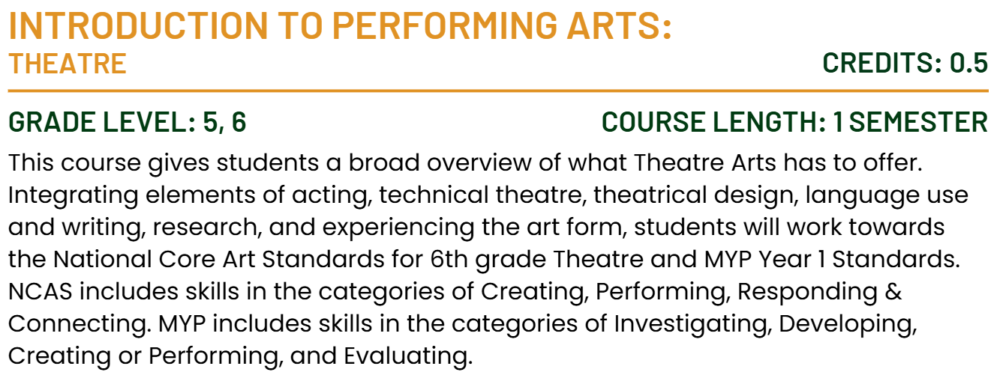 INTRODUCTION TO PERFORMING ARTS:
THEATRE
CREDITS: 0.5
GRADE LEVEL: 5, 6
COURSE LENGTH: 1 SEMESTER
This course gives students a broad overview of what Theatre Arts has to offer.
Integrating elements of acting, technical theatre, theatrical design, language use
and writing, research, and experiencing the art form, students will work towards
the National Core Art Standards for 6th grade Theatre and MYP Year 1 Standards.
NCAS includes skills in the categories of Creating, Performing, Responding &
Connecting. MYP includes skills in the categories of Investigating, Developing,
Creating or Performing, and Evaluating.